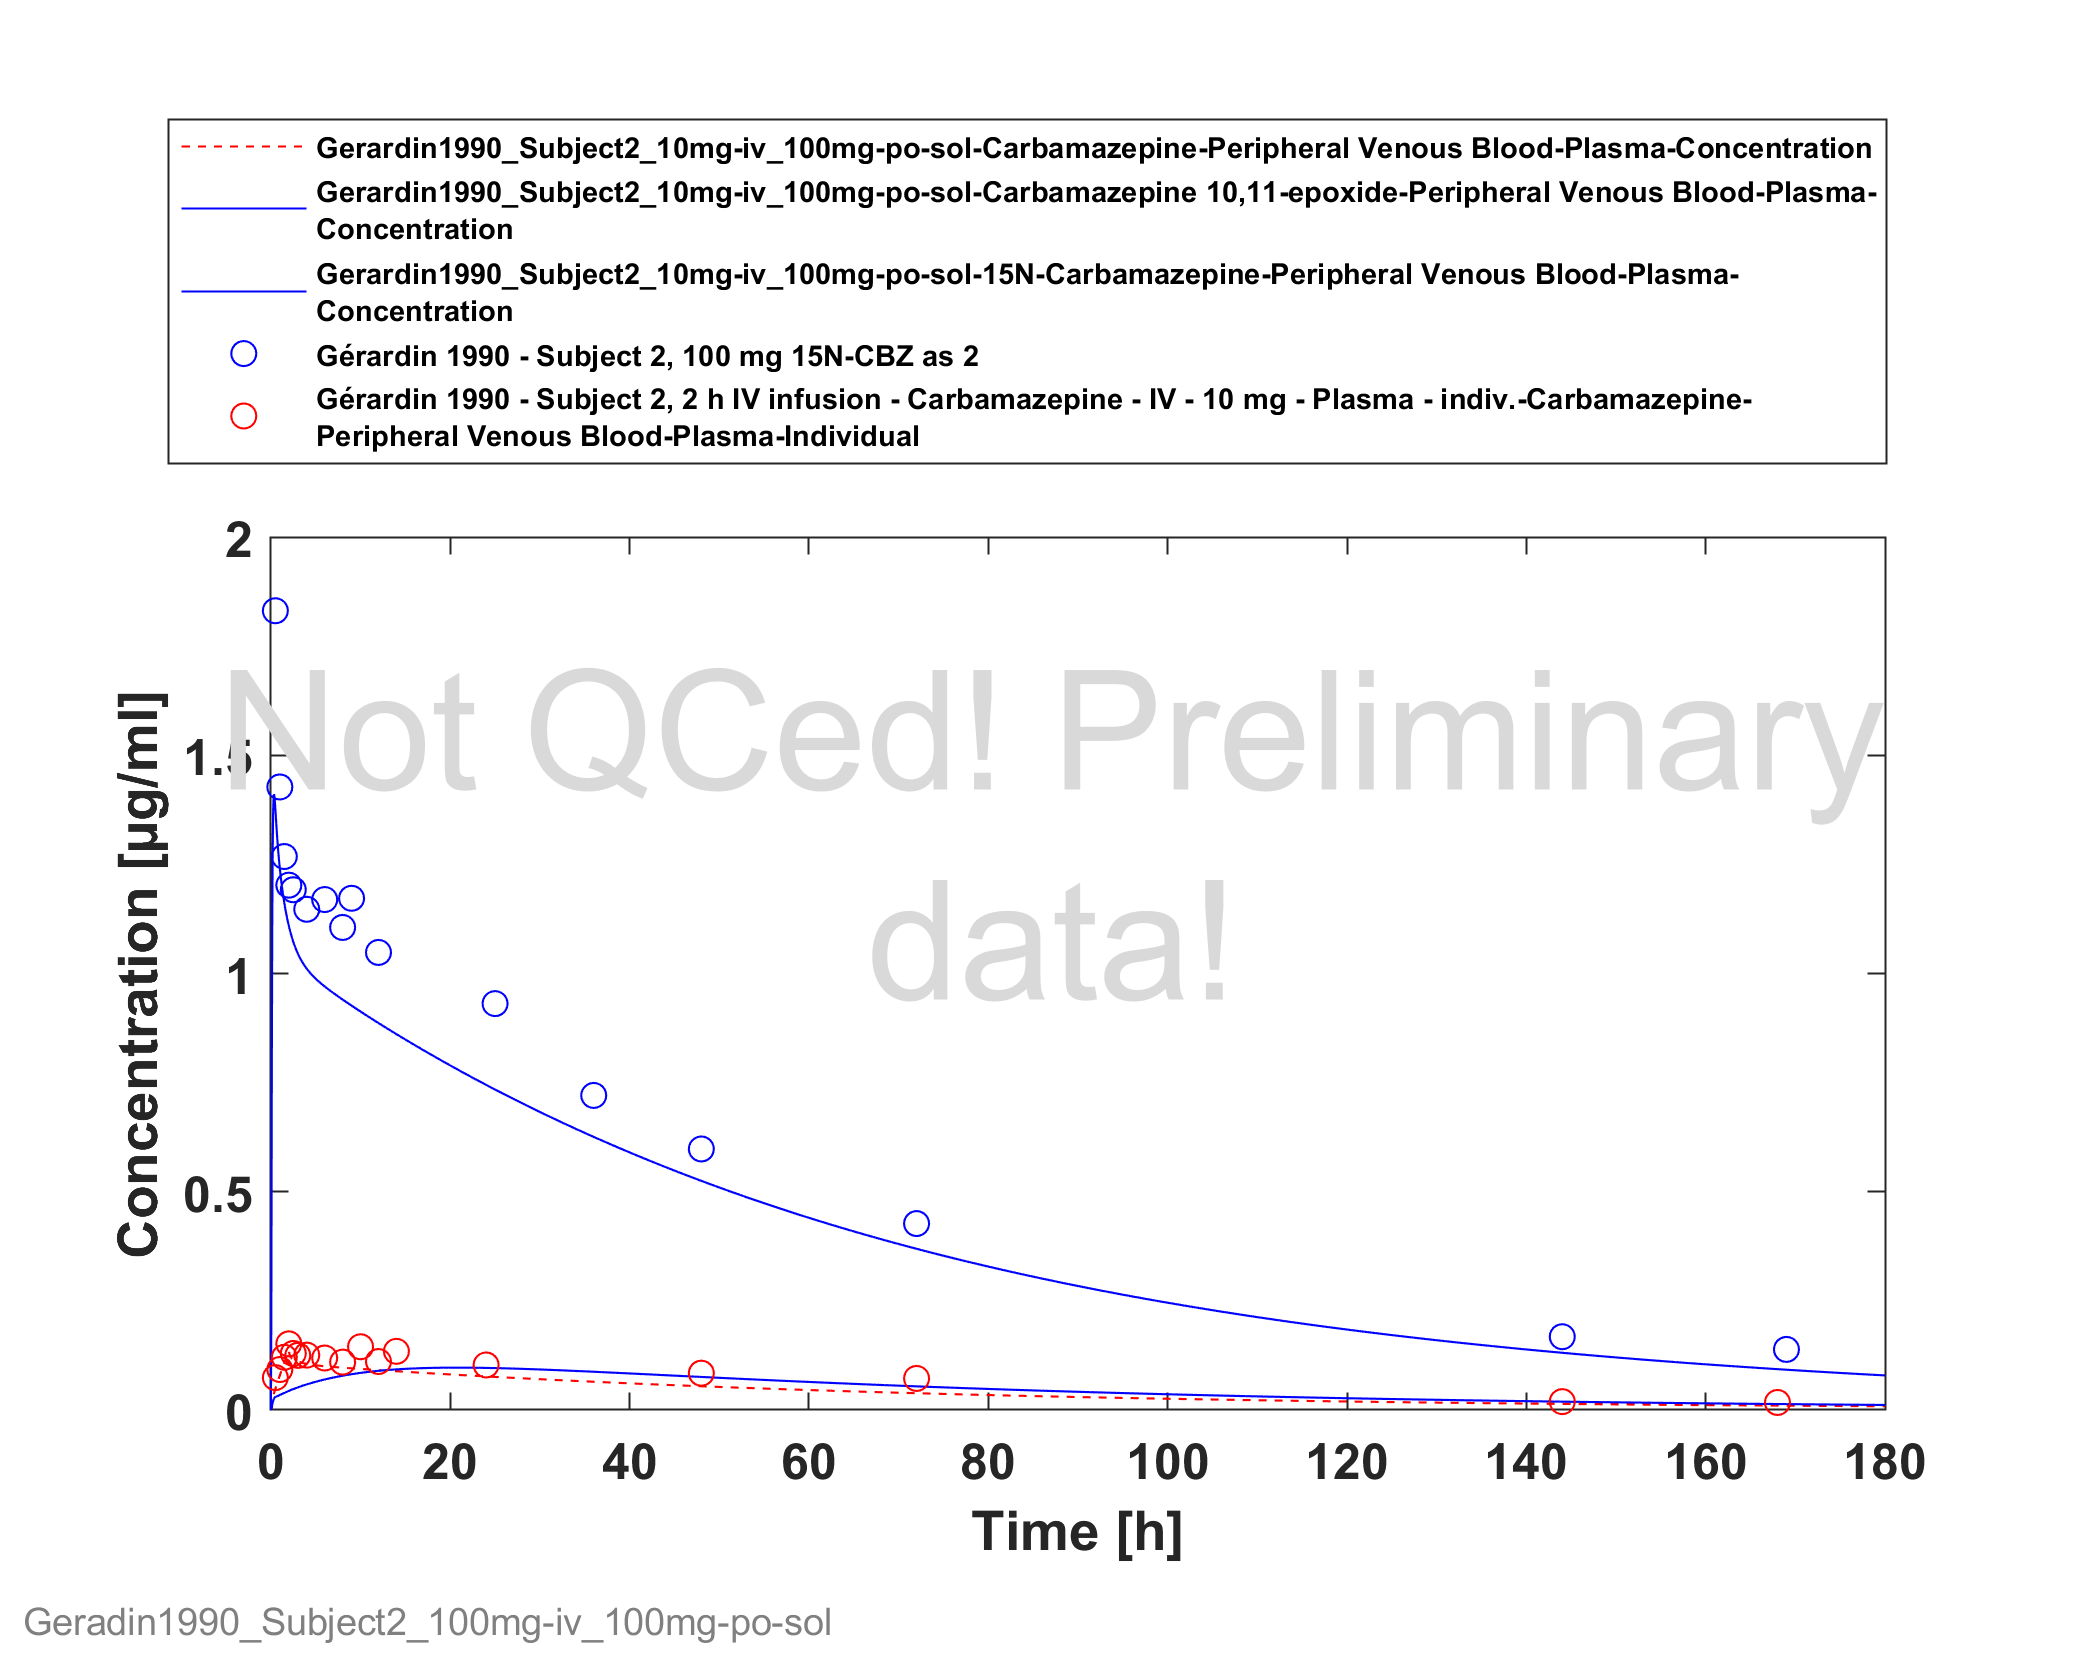 Gerardin1990_Subject2_10mg-iv_100mg-po-sol-Carbamazepine-Peripheral Venous Blood-Plasma-Concentration
Gerardin1990_Subject2_10mg-iv_100mg-po-sol-Carbamazepine 10,11-epoxide-Peripheral Venous Blood-Plasma-
Concentration
Gerardin1990_Subject2_10mg-iv_100mg-po-sol-15N-Carbamazepine-Peripheral Venous Blood-Plasma-
Concentration
Gérardin 1990 - Subject 2, 100 mg 15N-CBZ as 2
Gérardin 1990 - Subject 2, 2 h IV infusion - Carbamazepine - IV - 10 mg - Plasma - indiv.-Carbamazepine-
Peripheral Venous Blood-Plasma-Individual
2
1.5
1
0.5
0
Concentration [µg/ml]
Not QCed! Preliminary
data!
0 20 40 60 80 100 120 140 160 180
Time [h]
Geradin1990_Subject2_100mg-iv_100mg-po-sol